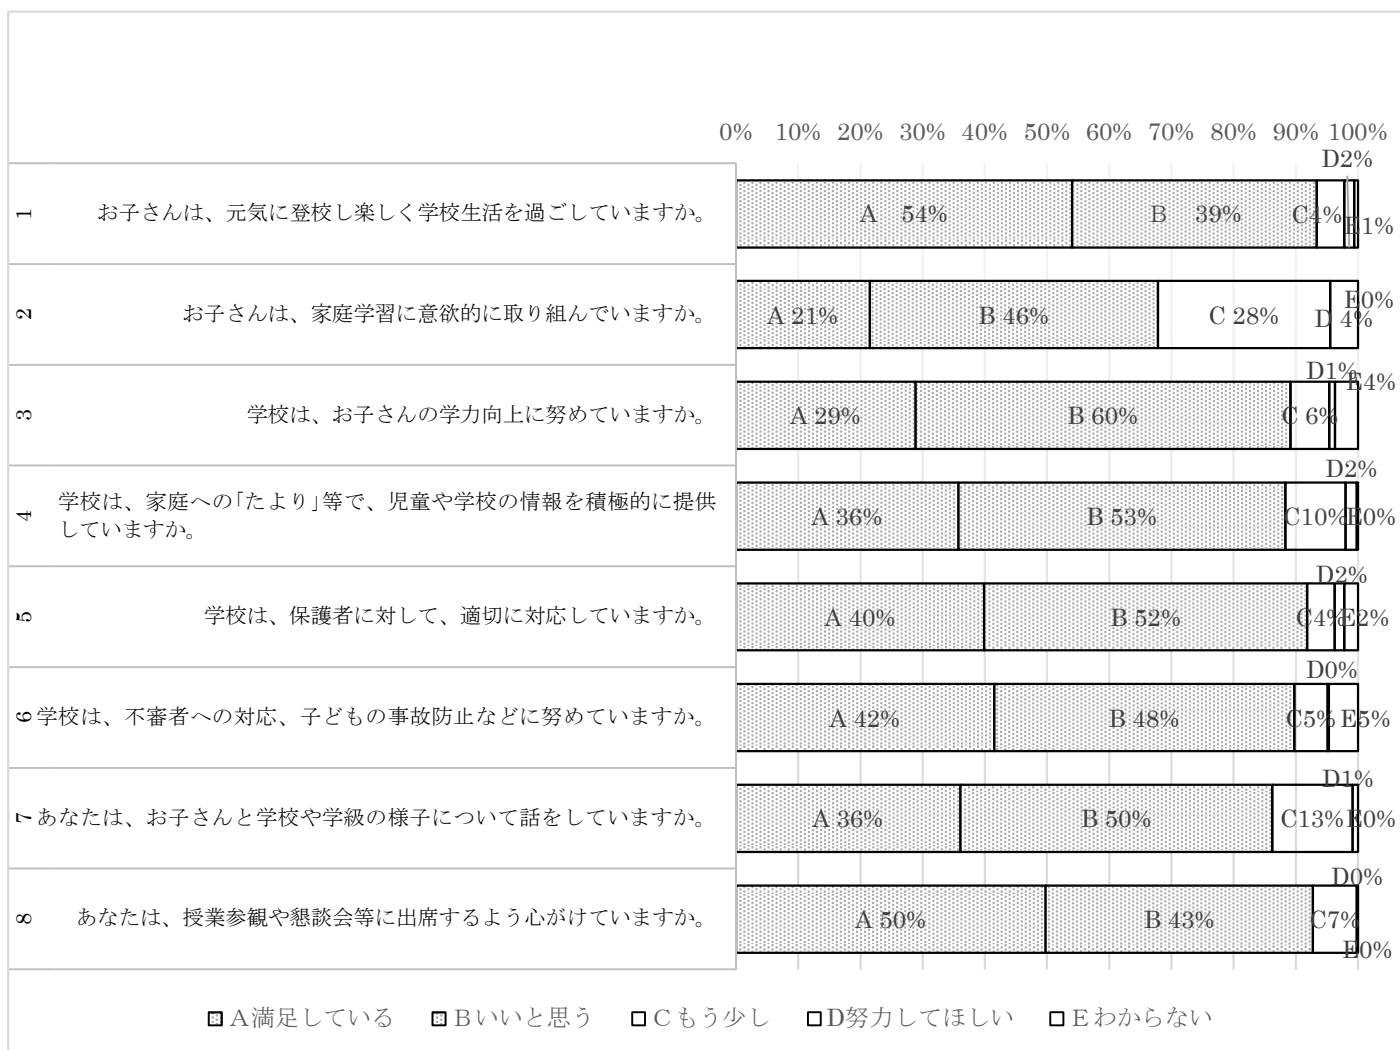 0% 10% 20% 30% 40% 50% 60% 70% 80% 90% 100%
D2%
1 お子さんは、元気に登校し楽しく学校生活を過ごしていますか。 A 54% B 39% C4% E1%
2 お子さんは、家庭学習に意欲的に取り組んでいますか。 A 21% B 46% C 28% D 4% E0%
D1%
3 学校は、お子さんの学力向上に努めていますか。 A 29% B 60% C 6% E4%
D2%
4 学校は、家庭への「たより」等で、児童や学校の情報を積極的に提供
していますか。 A 36% B 53% C10% E0%
D2%
5 学校は、保護者に対して、適切に対応していますか。 A 40% B 52% C4% E2%
D0%
6 学校は、不審者への対応、子どもの事故防止などに努めていますか。 A 42% B 48% C5% E5%
D1%
7 あなたは、お子さんと学校や学級の様子について話をしていますか。 A 36% B 50% C13% E0%
D0%
8 あなたは、授業参観や懇談会等に出席するよう心がけていますか。 A 50% B 43% C7%
E0%
A満足している Bいいと思う Cもう少し D努力してほしい Eわからない